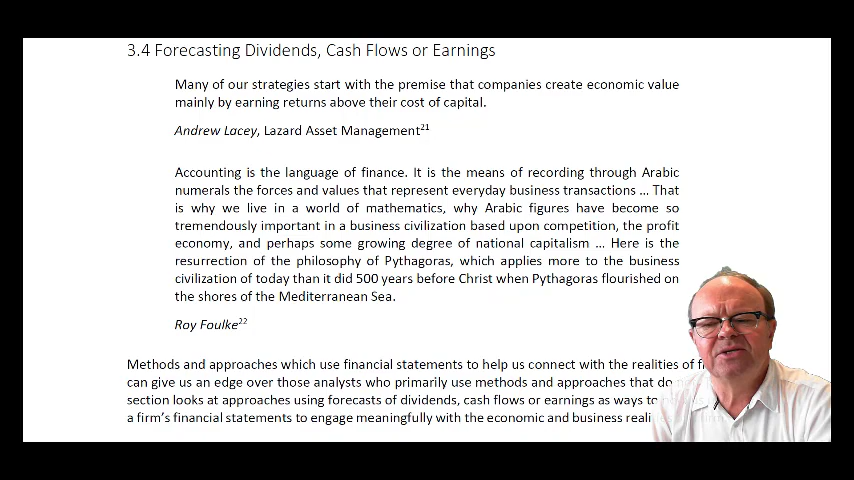 3.4 Forecasting Dividends, Cash Flows or Earnings
Many of our strategies start with the premise that companies create economic value
mainly by earning returns above their cost of capital.
Andrew Lacey, Lazard Asset Management21
Accounting is the language of finance. It is the means of recording through Arabic
numerals the forces and values that represent everyday business transactions ... That
is why we live in a world of mathematics, why Arabic figures have become so
tremendously important in a business civilization based upon competition, the profit
economy, and perhaps some growing degree of national capitalism ... Here is the
resurrection of the philosophy of Pythagoras, which applies more to the business
civilization of today than it did 500 years before Christ when Pythagoras flourished on
the shores of the Mediterranean Sea.
Roy Foulke22
Methods and approaches which use financial statements to help us connect with the realities of
can give us an edge over those analysts who primarily use methods and approaches that
section looks at approaches using forecasts of dividends, cash flows or earnings as ways to
a firm's financial statements to engage meaningfully with the economic and business